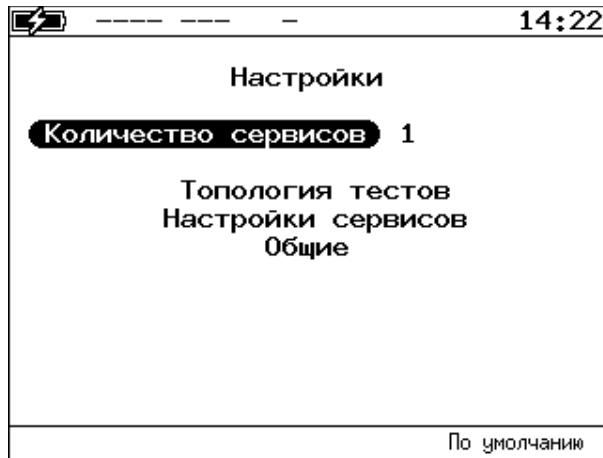 ---- --- - 14:22
Настройки
Количество сервисов 1
Топология тестов
Настройки сервисов
Общие
По умолчанию